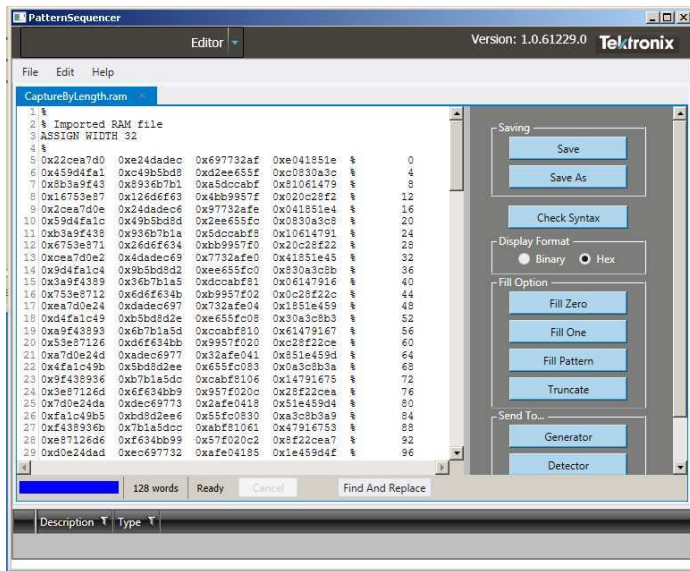 PatternSequencer
Editor
Version: 1.0.61229.0 Tektronix
File Edit Help
CaptureByLength.ram ×
1 %
2 % Imported RAM file
3 ASSIGN WIDTH 32
4 %
5 0x22cea7d0 0xe24dadec 0x697732af 0xe041851e % 0
6 0x459d4fa1 0xc49b5bd8 0xd2ee655f 0xc0830a3c % 4
7 0x8b3a9f43 0x8936b7b1 0xa5dccabf 0x81061479 % 8
8 0x16753e87 0x126d6f63 0x4bb9957f 0x020c28f2 % 12
9 0x2cea7d0e 0x24dadec6 0x97732afe 0x041851e4 % 16
10 0x59d4fa1c 0x49b5bd8d 0x2ee655fc 0x0830a3c8 % 20
11 0xb3a9f438 0x936b7b1a 0x5dccabf8 0x10614791 % 24
12 0x6753e871 0x26d6f634 0xbb9957f0 0x20c28f22 % 28
13 0xcea7d0e2 0x4dadec69 0x7732afe0 0x41851e45 % 32
14 0x9d4fa1c4 0x9b5bd8d2 0xee655fc0 0x830a3c8b % 36
15 0x3a9f4389 0x36b7b1a5 0xdccabf81 0x06147916 % 40
16 0x753e8712 0x6d6f634b 0xb9957f02 0x0c28f22c % 44
17 0xea7d0e24 0xdadec697 0x732afe04 0x1851e459 % 48
18 0xd4fa1c49 0xb5bd8d2e 0xe655fc08 0x30a3c8b3 % 52
19 0xa9f43893 0x6b7b1a5d 0xccabf810 0x61479167 % 56
20 0x53e87126 0xd6f634bb 0x9957f020 0xc28f22ce % 60
21 0xa7d0e24d 0xadec6977 0x32afe041 0x851e459d % 64
22 0x4fa1c49b 0x5bd8d2ee 0x655fc083 0x0a3c8b3a % 68
23 0x9f438936 0xb7b1a5dc 0xcabf8106 0x14791675 % 72
24 0x3e87126d 0x6f634bb9 0x957f020c 0x28f22cea % 76
25 0x7d0e24da 0xdec69773 0x2afe0418 0x51e459d4 % 80
26 0xfa1c49b5 0xbd8d2ee6 0x55fc0830 0xa3c8b3a9 % 84
27 0xf438936b 0x7b1a5dcc 0xabf81061 0x47916753 % 88
28 0xe87126d6 0xf634bb99 0x57f020c2 0x8f22cea7 % 92
29 0xd0e24dad 0xec697732 0xafe04185 0x1e459d4f % 96
Saving
Save
Save As
Check Syntax
Display Format
Binary Hex
Fill Option
Fill Zero
Fill One
Fill Pattern
Truncate
Send To...
Generator
Detector
128 words Ready Cancel Find And Replace
Description Type